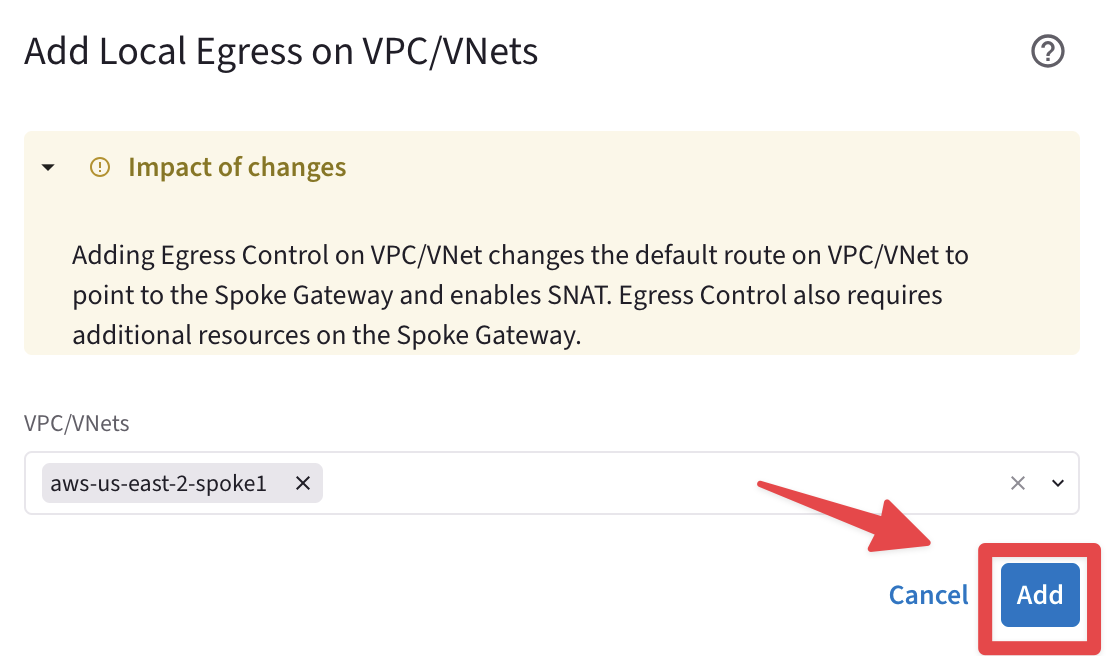 Add Local Egress on VPC/VNets
Impact of changes
Adding Egress Control on VPC/VNet changes the default route on VPC/VNet to
point to the Spoke Gateway and enables SNAT. Egress Control also requires
additional resources on the Spoke Gateway.
VPC/VNets
aws-us-east-2-spoke1
Cancel Add